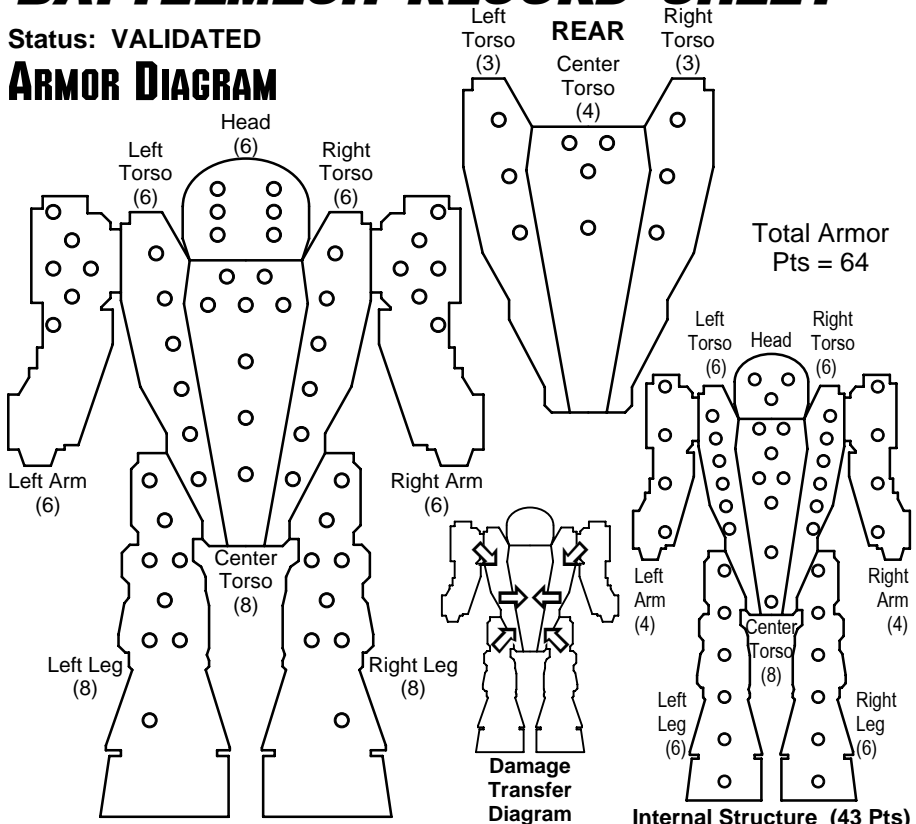 BATTLEMECH RECORD SHEET
Status: VALIDATED
ARMOR DIAGRAM
Left
Torso
(3)
REAR
Center
Torso
(4)
Right
Torso
(3)
Left
Torso
(6)
Head
(6)
Right
Torso
(6)
Total Armor
Pts = 64
Left Arm
(6)
Right Arm
(6)
Center
Torso
(8)
Left Leg
(8)
Right Leg
(8)
Left
Torso
(6)
Head
Right
Torso
(6)
Left
Arm
(4)
Right
Arm
(4)
Center
Torso
(8)
Left
Leg
(6)
Right
Leg
(6)
Damage
Transfer
Diagram
Internal Structure (43 Pts)